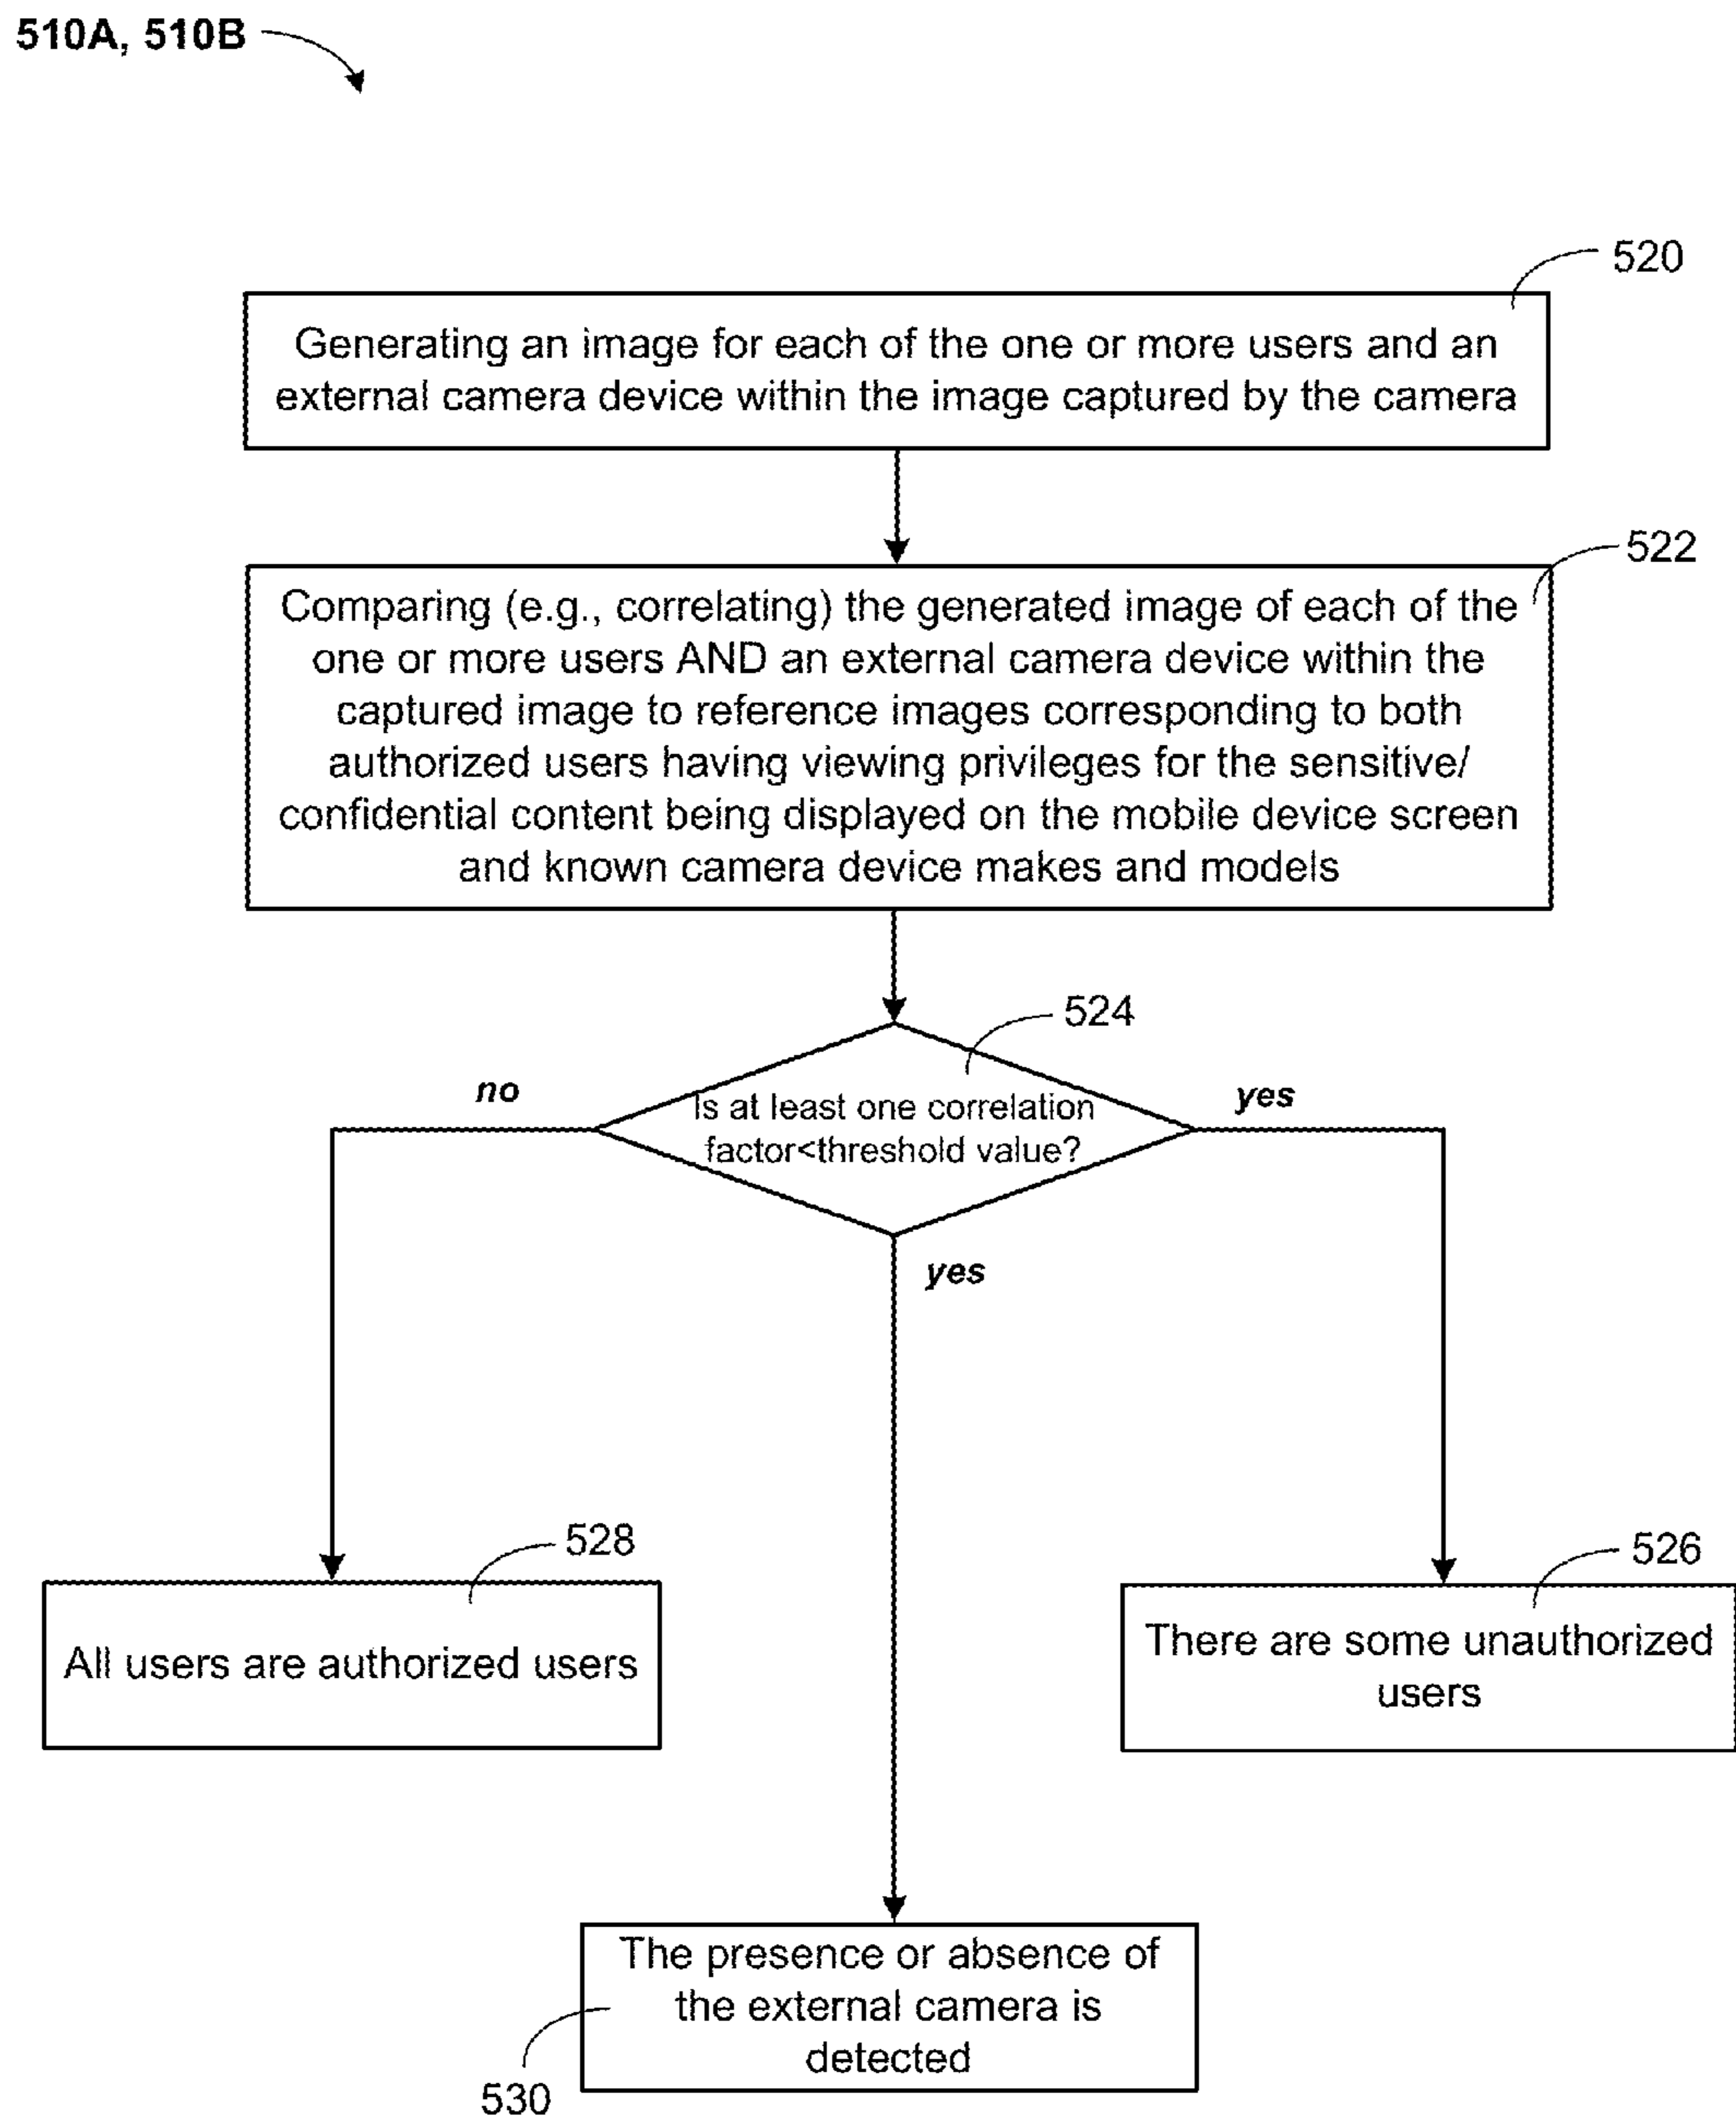 510A, 510B
520
Generating an image for each of the one or more users and an
external camera device within the image captured by the camera
522
Comparing (e.g., correlating) the generated image of each of the
one or more users AND an external camera device within the
captured image to reference images corresponding to both
authorized users having viewing privileges for the sensitive/
confidential content being displayed on the mobile device screen
and known camera device makes and models
524
no
yes
Is at least one correlation
factor<threshold value?
yes
528
526
All users are authorized users
There are some unauthorized
users
The presence or absence of
the external camera is
detected
530